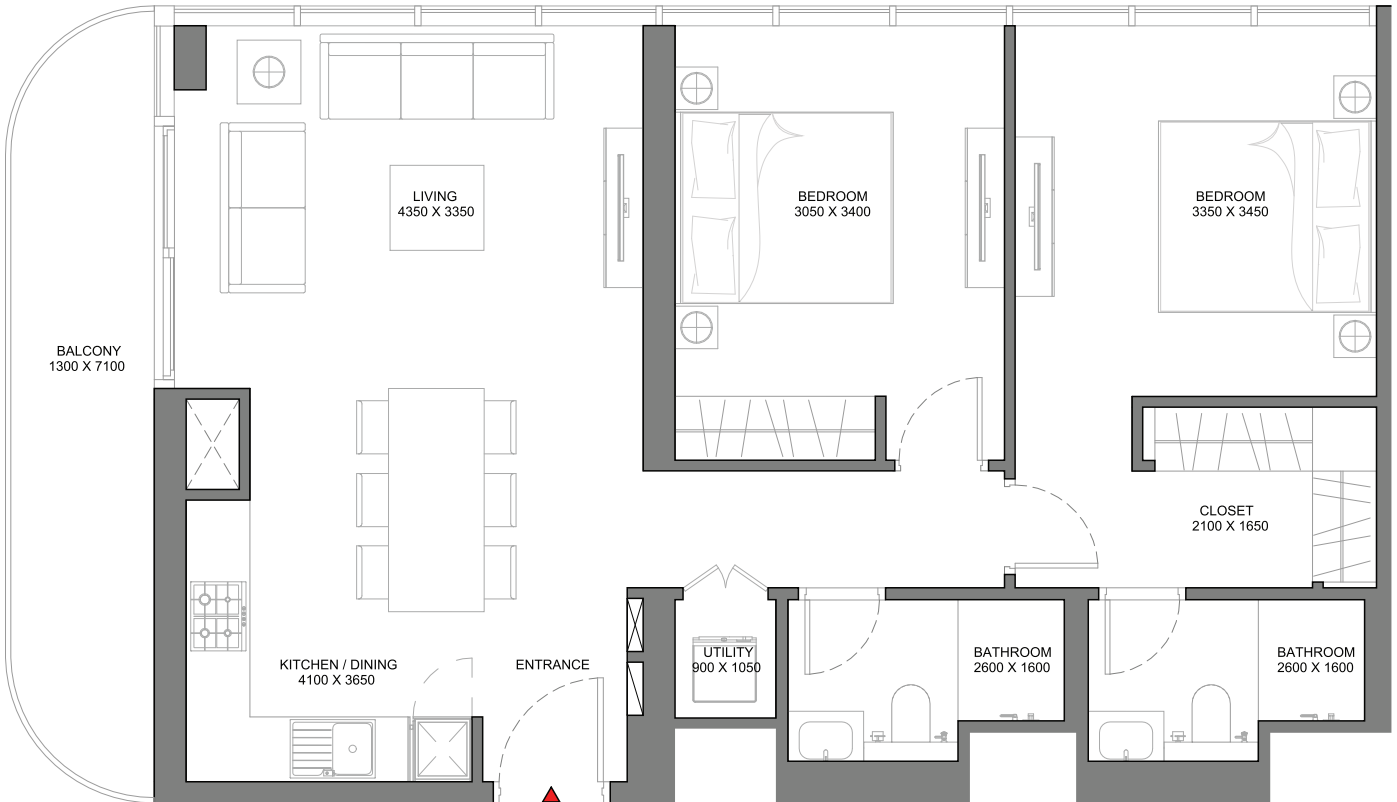 LIVING
4350 X 3350
BEDROOM
3050 X 3400
BEDROOM
3350 X 3450
BALCONY
1300 X 7100
CLOSET
2100 X 1650
KITCHEN / DINING
4100 X 3650
ENTRANCE
UTILITY
900 X 1050
BATHROOM
2600 X 1600
BATHROOM
2600 X 1600